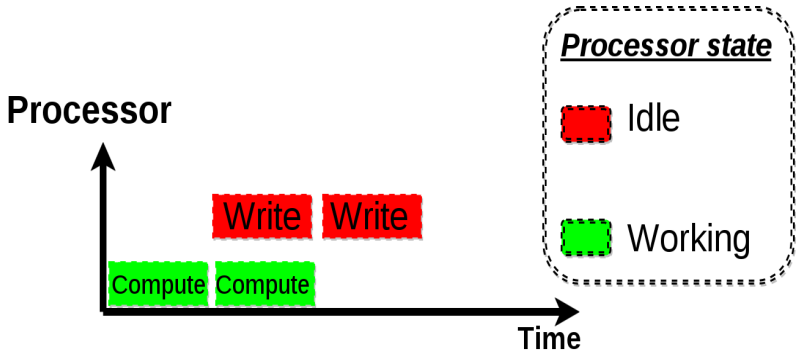 Processor state
Idle
Working
Processor
Write Write
Compute Compute
Time